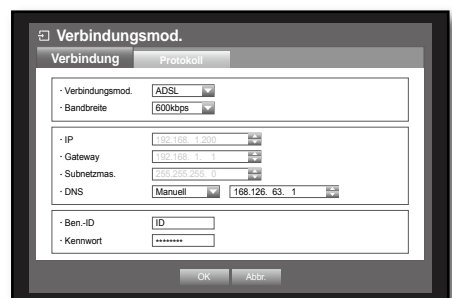 Verbindungsmod.
Verbindung Protokoll
· Verbindungsmod. ADSL
· Bandbreite 600kbps
· IP 192.168. 1.200
· Gateway 192.168. 1. 1
· Subnetzmas. 255.255.255. 0
· DNS Manuell 168.126. 63. 1
· Ben.-ID ID
· Kennwort ********
OK Abbr.